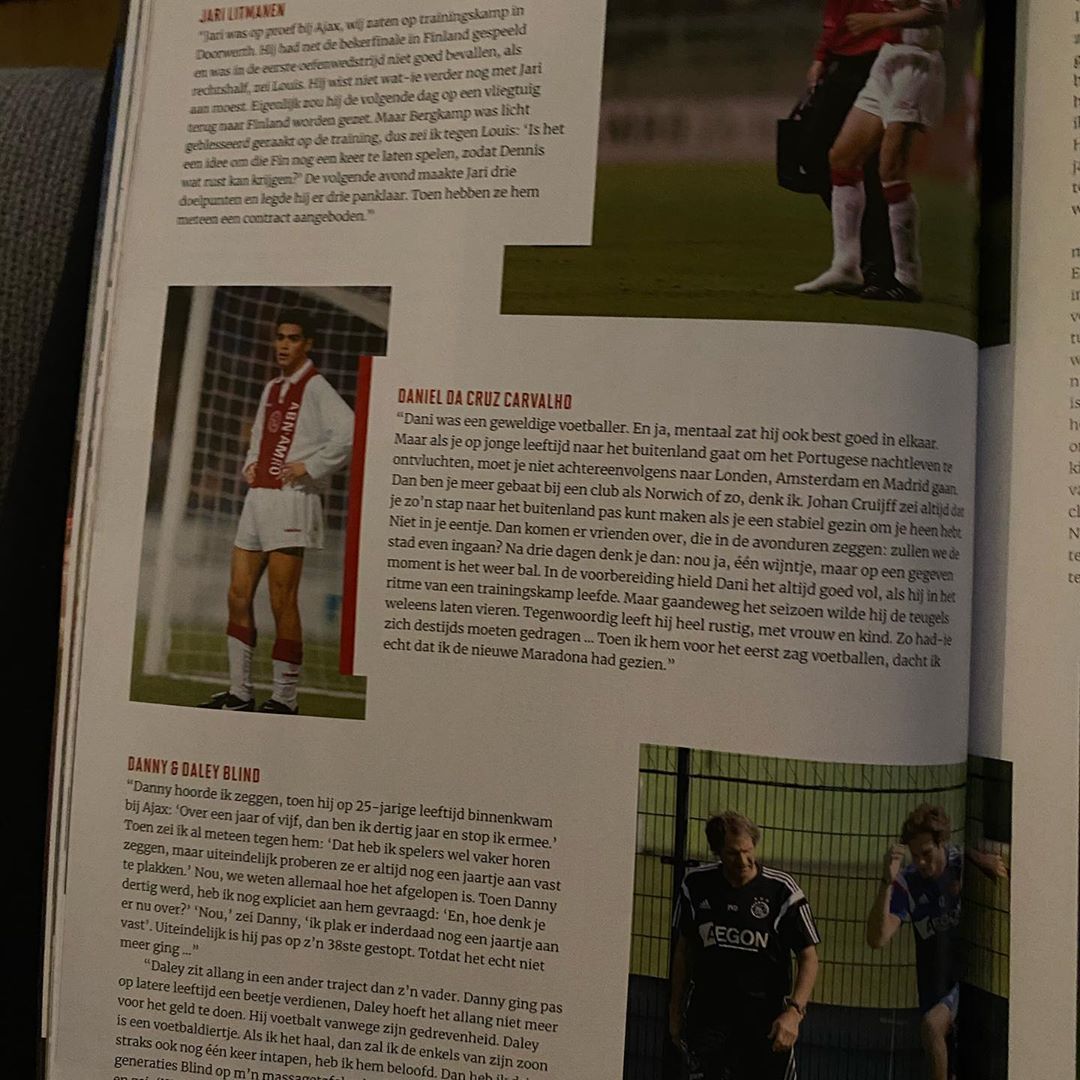 JARI LITMANEN
"Jari was op proef bij Ajax, wij zaten op trainingskamp in
Doorwerth. Hij had net de bekerfinale in Finland gespeeld
en was in de eerste oefenwedstrijd niet goed bevallen, als
rechtshalf, zei Louis. Hij wist niet wat-ie verder nog met Jari
aan moest. Eigenlijk zou hij de volgende dag op een vliegtuig
terug naar Finland worden gezet. Maar Bergkamp was licht
geblesseerd geraakt op de training, dus zei ik tegen Louis: 'Is het
een idee om die Fin nog een keer te laten spelen, zodat Dennis
wat rust kan krijgem?' De volgende avond maakte Jari drie
doelpunten en legde hij er drie panklaar. Toen hebben ze hem
meteen een contract aangeboden."
ABN·AMRO
DANIEL DA CRUZ CARVALHO
"Dani was een geweldige voetballer. En ja, mentaal zat hij ook best goed in elkaar.
Maar als je op jonge leeftijd naar het buitenland gaat om het Portugese nachtleven te
ontvluchten, moet je niet achtereenvolgens naar Londen, Amsterdam en Madrid gaan.
Dan ben je meer gebaat bij een club als Norwich of zo, denk ik. Johan Cruijff zei altijd dat
je zo'n stap naar het buitenland pas kunt maken als je een stabiel gezin om je heen hebt.
Niet in je eentje. Dan komen er vrienden over, die in de avonduren zeggen: zullen we de
stad even ingaan? Na drie dagen denk je dan: nou ja, één wijntje, maar op een gegeven
moment is het weer bal. In de voorbereiding hield Dani het altijd goed vol, als hij in het
ritme van een trainingskamp leefde. Maar gaandeweg het seizoen wilde hij de teugels
weleens laten vieren. Tegenwoordig leeft hij heel rustig, met vrouw en kind. Zo had-ie
zich destijds moeten gedragen ... Toen ik hem voor het eerst zag voetballen, dacht ik
echt dat ik de nieuwe Maradona had gezien."
DANNY & DALEY BLIND
"Danny hoorde ik zeggen, toen hij op 25-jarige leeftijd binnenkwam
bij Ajax: 'Over een jaar of vijf, dan ben ik dertig jaar en stop ik ermee.'
Toen zei ik al meteen tegen hem: 'Dat heb ik spelers wel vaker horen
zeggen, maar uiteindelijk proberen ze er altijd nog een jaartje aan vast
te plakken.' Nou, we weten allemaal hoe het afgelopen is. Toen Danny
dertig werd, heb ik nog expliciet aan hem gevraagd: 'En, hoe denk je
er nu over?' 'Nou,' zei Danny, 'ik plak er inderdaad nog een jaartje aan
vast'. Uiteindelijk is hij pas op z'n 38ste gestopt. Totdat het echt niet
meer ging ..."
"Daley zit allang in een ander traject dan z'n vader. Danny ging pas
op latere leeftijd een beetje verdienen, Daley hoeft het allang niet meer
voor het geld te doen. Hij voetbalt vanwege zijn gedrevenheid. Daley
is een voetbaldiertje. Als ik het haal, dan zal ik de enkels van zijn zoon
straks ook nog één keer intapen, heb ik hem beloofd. Dan heb ik
generaties Blind op m'n
AEGON